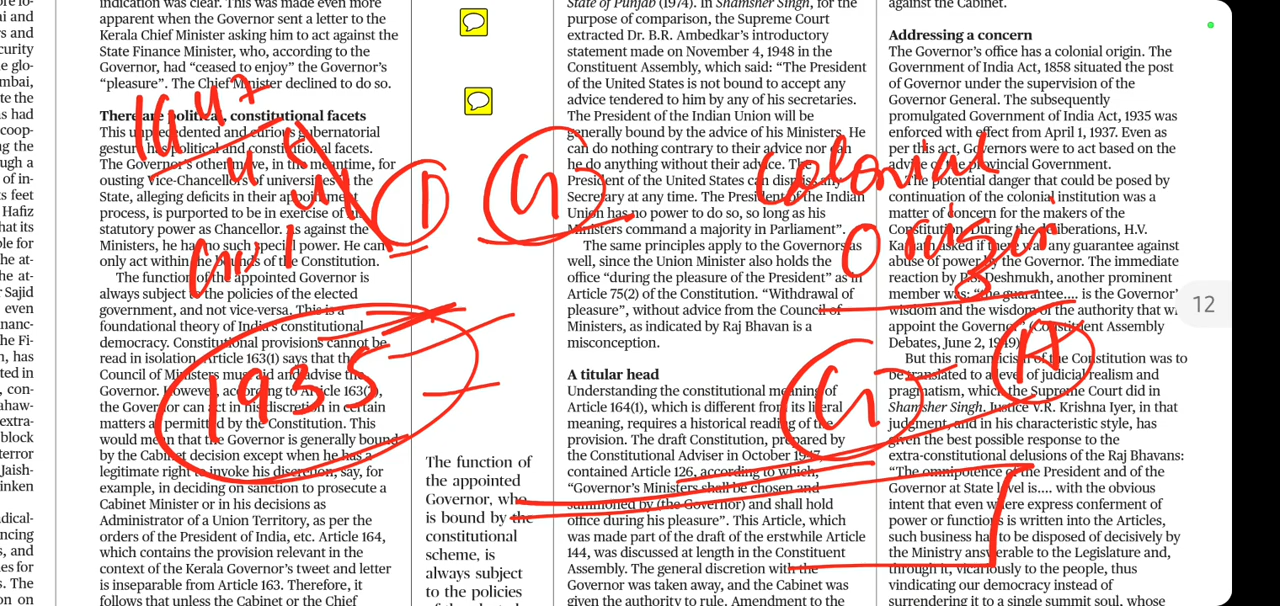 indication was clear. This was made even more
apparent when the Governor sent a letter to the
Kerala Chief Minister asking him to act against the
State Finance Minister, who, according to the
Governor, had “ceased to enjoy” the Governor’s
“pleasure”. The Chief Minister declined to do so.
There are political, constitutional facets
This unprecedented and curious gubernatorial
gesture has political and constitutional facets.
The Governor’s other move, in the meantime, for
ousting Vice-Chancellors of universities in the
State, alleging deficits in their appointment
process, is purported to be in exercise of his
statutory power as Chancellor. As against the
Ministers, he has no such special power. He can
only act within the bounds of the Constitution.
The function of the appointed Governor is
always subject to the policies of the elected
government, and not vice-versa. This is a
foundational theory of India’s constitutional
democracy. Constitutional provisions cannot be
read in isolation. Article 163(1) says that the
Council of Ministers must aid and advise the
Governor. However, according to Article 163(2),
the Governor can act in his discretion in certain
matters as permitted by the Constitution. This
would mean that the Governor is generally bound
by the Cabinet decision except when he has a
legitimate right to invoke his discretion, say, for
example, in deciding on sanction to prosecute a
Cabinet Minister or in his decisions as
Administrator of a Union Territory, as per the
orders of the President of India, etc. Article 164,
which contains the provision relevant in the
context of the Kerala Governor’s tweet and letter
is inseparable from Article 163. Therefore, it
follows that unless the Cabinet or the Chief
1935
The function of
the appointed
Governor, who
is bound by the
constitutional
scheme, is
always subject
to the policies
State of Punjab (1974). In Shamsher Singh, for the
purpose of comparison, the Supreme Court
extracted Dr. B.R. Ambedkar’s introductory
statement made on November 4, 1948 in the
Constituent Assembly, which said: “The President
of the United States is not bound to accept any
advice tendered to him by any of his secretaries.
The President of the Indian Union will be
generally bound by the advice of his Ministers. He
can do nothing contrary to their advice nor can
he do anything without their advice. The
President of the United States can dismiss any
Secretary at any time. The President of the Indian
Union has no power to do so, so long as his
Ministers command a majority in Parliament”.
The same principles apply to the Governors as
well, since the Union Minister also holds the
office “during the pleasure of the President” as in
Article 75(2) of the Constitution. “Withdrawal of
pleasure”, without advice from the Council of
Ministers, as indicated by Raj Bhavan is a
misconception.
A titular head
Understanding the constitutional meaning of
Article 164(1), which is different from its literal
meaning, requires a historical reading of the
provision. The draft Constitution, prepared by
the Constitutional Adviser in October 1947,
contained Article 126, according to which,
“Governor’s Ministers shall be chosen and
summoned by (the Governor) and shall hold
office during his pleasure”. This Article, which
was made part of the draft of the erstwhile Article
144, was discussed at length in the Constituent
Assembly. The general discretion with the
Governor was taken away, and the Cabinet was
given the authority to rule. Amendment to the
colonial
origin
against the Cabinet.
Addressing a concern
The Governor’s office has a colonial origin. The
Government of India Act, 1858 situated the post
of Governor under the supervision of the
Governor General. The subsequently
promulgated Government of India Act, 1935 was
enforced with effect from April 1, 1937. Even as
per this act, Governors were to act based on the
advice of the provincial Government.
The potential danger that could be posed by
continuation of the colonial institution was a
matter of concern for the makers of the
Constitution. During the deliberations, H.V.
Kamath asked if there was any guarantee against
abuse of power by the Governor. The immediate
reaction by P.S. Deshmukh, another prominent
member was: “the guarantee.... is the Governor’
wisdom and the wisdom of the authority that wi
appoint the Governor” (Constituent Assembly
Debates, June 2, 1949).
But this romanticism of the Constitution was to
be translated to a level of judicial realism and
pragmatism, which the Supreme Court did in
Shamsher Singh. Justice V.R. Krishna Iyer, in that
judgment, and in his characteristic style, has
given the best possible response to the
extra-constitutional delusions of the Raj Bhavans:
“The omnipotence of the President and of the
Governor at State level is.... with the obvious
intent that even where express conferment of
power or functions is written into the Articles,
such business has to be disposed of decisively by
the Ministry answerable to the Legislature and,
through it, vicariously to the people, thus
vindicating our democracy instead of
surrendering it to a single summit soul, whose
12